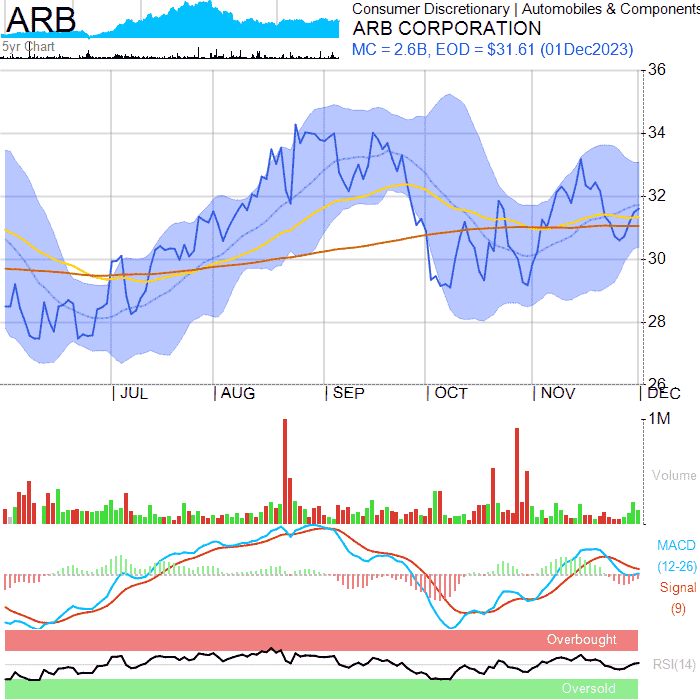 ARB
5yr Chart
Consumer Discretionary | Automobiles & Components
ARB CORPORATION
MC = 2.6B, EOD = $31.61 (01Dec2023)
36
34
32
30
28
26
JUL AUG SEP OCT NOV DEC
1M
Volume
MACD
(12-26)
Signal
(9)
Overbought
RSI(14)
Oversold